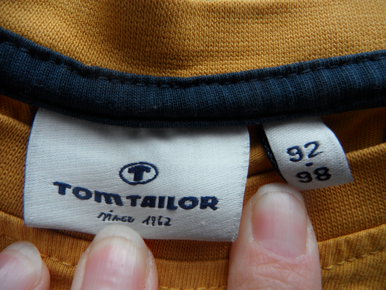 TOM TAILOR
since 1962
92
-
98